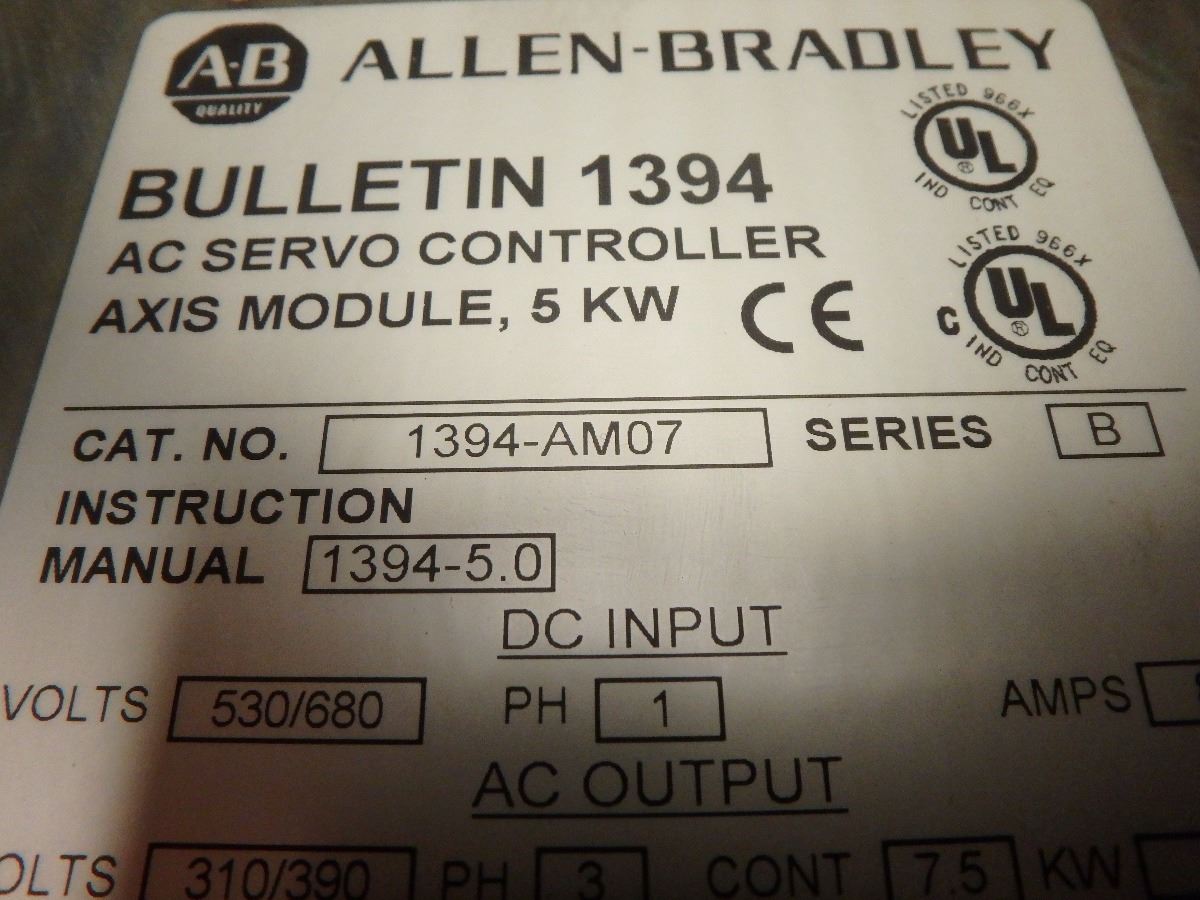 A·B ALLEN-BRADLEY
QUALITY
LISTED 966X
UL
®
IND CONT EQ
BULLETIN 1394
AC SERVO CONTROLLER
AXIS MODULE, 5 KW
CE
LISTED 966X
C UL
®
IND CONT EQ
CAT. NO. 1394-AM07 SERIES B
INSTRUCTION
MANUAL 1394-5.0
DC INPUT
VOLTS 530/680 PH 1 AMPS
AC OUTPUT
OLTS 310/390 PH 3 CONT 7.5 KW